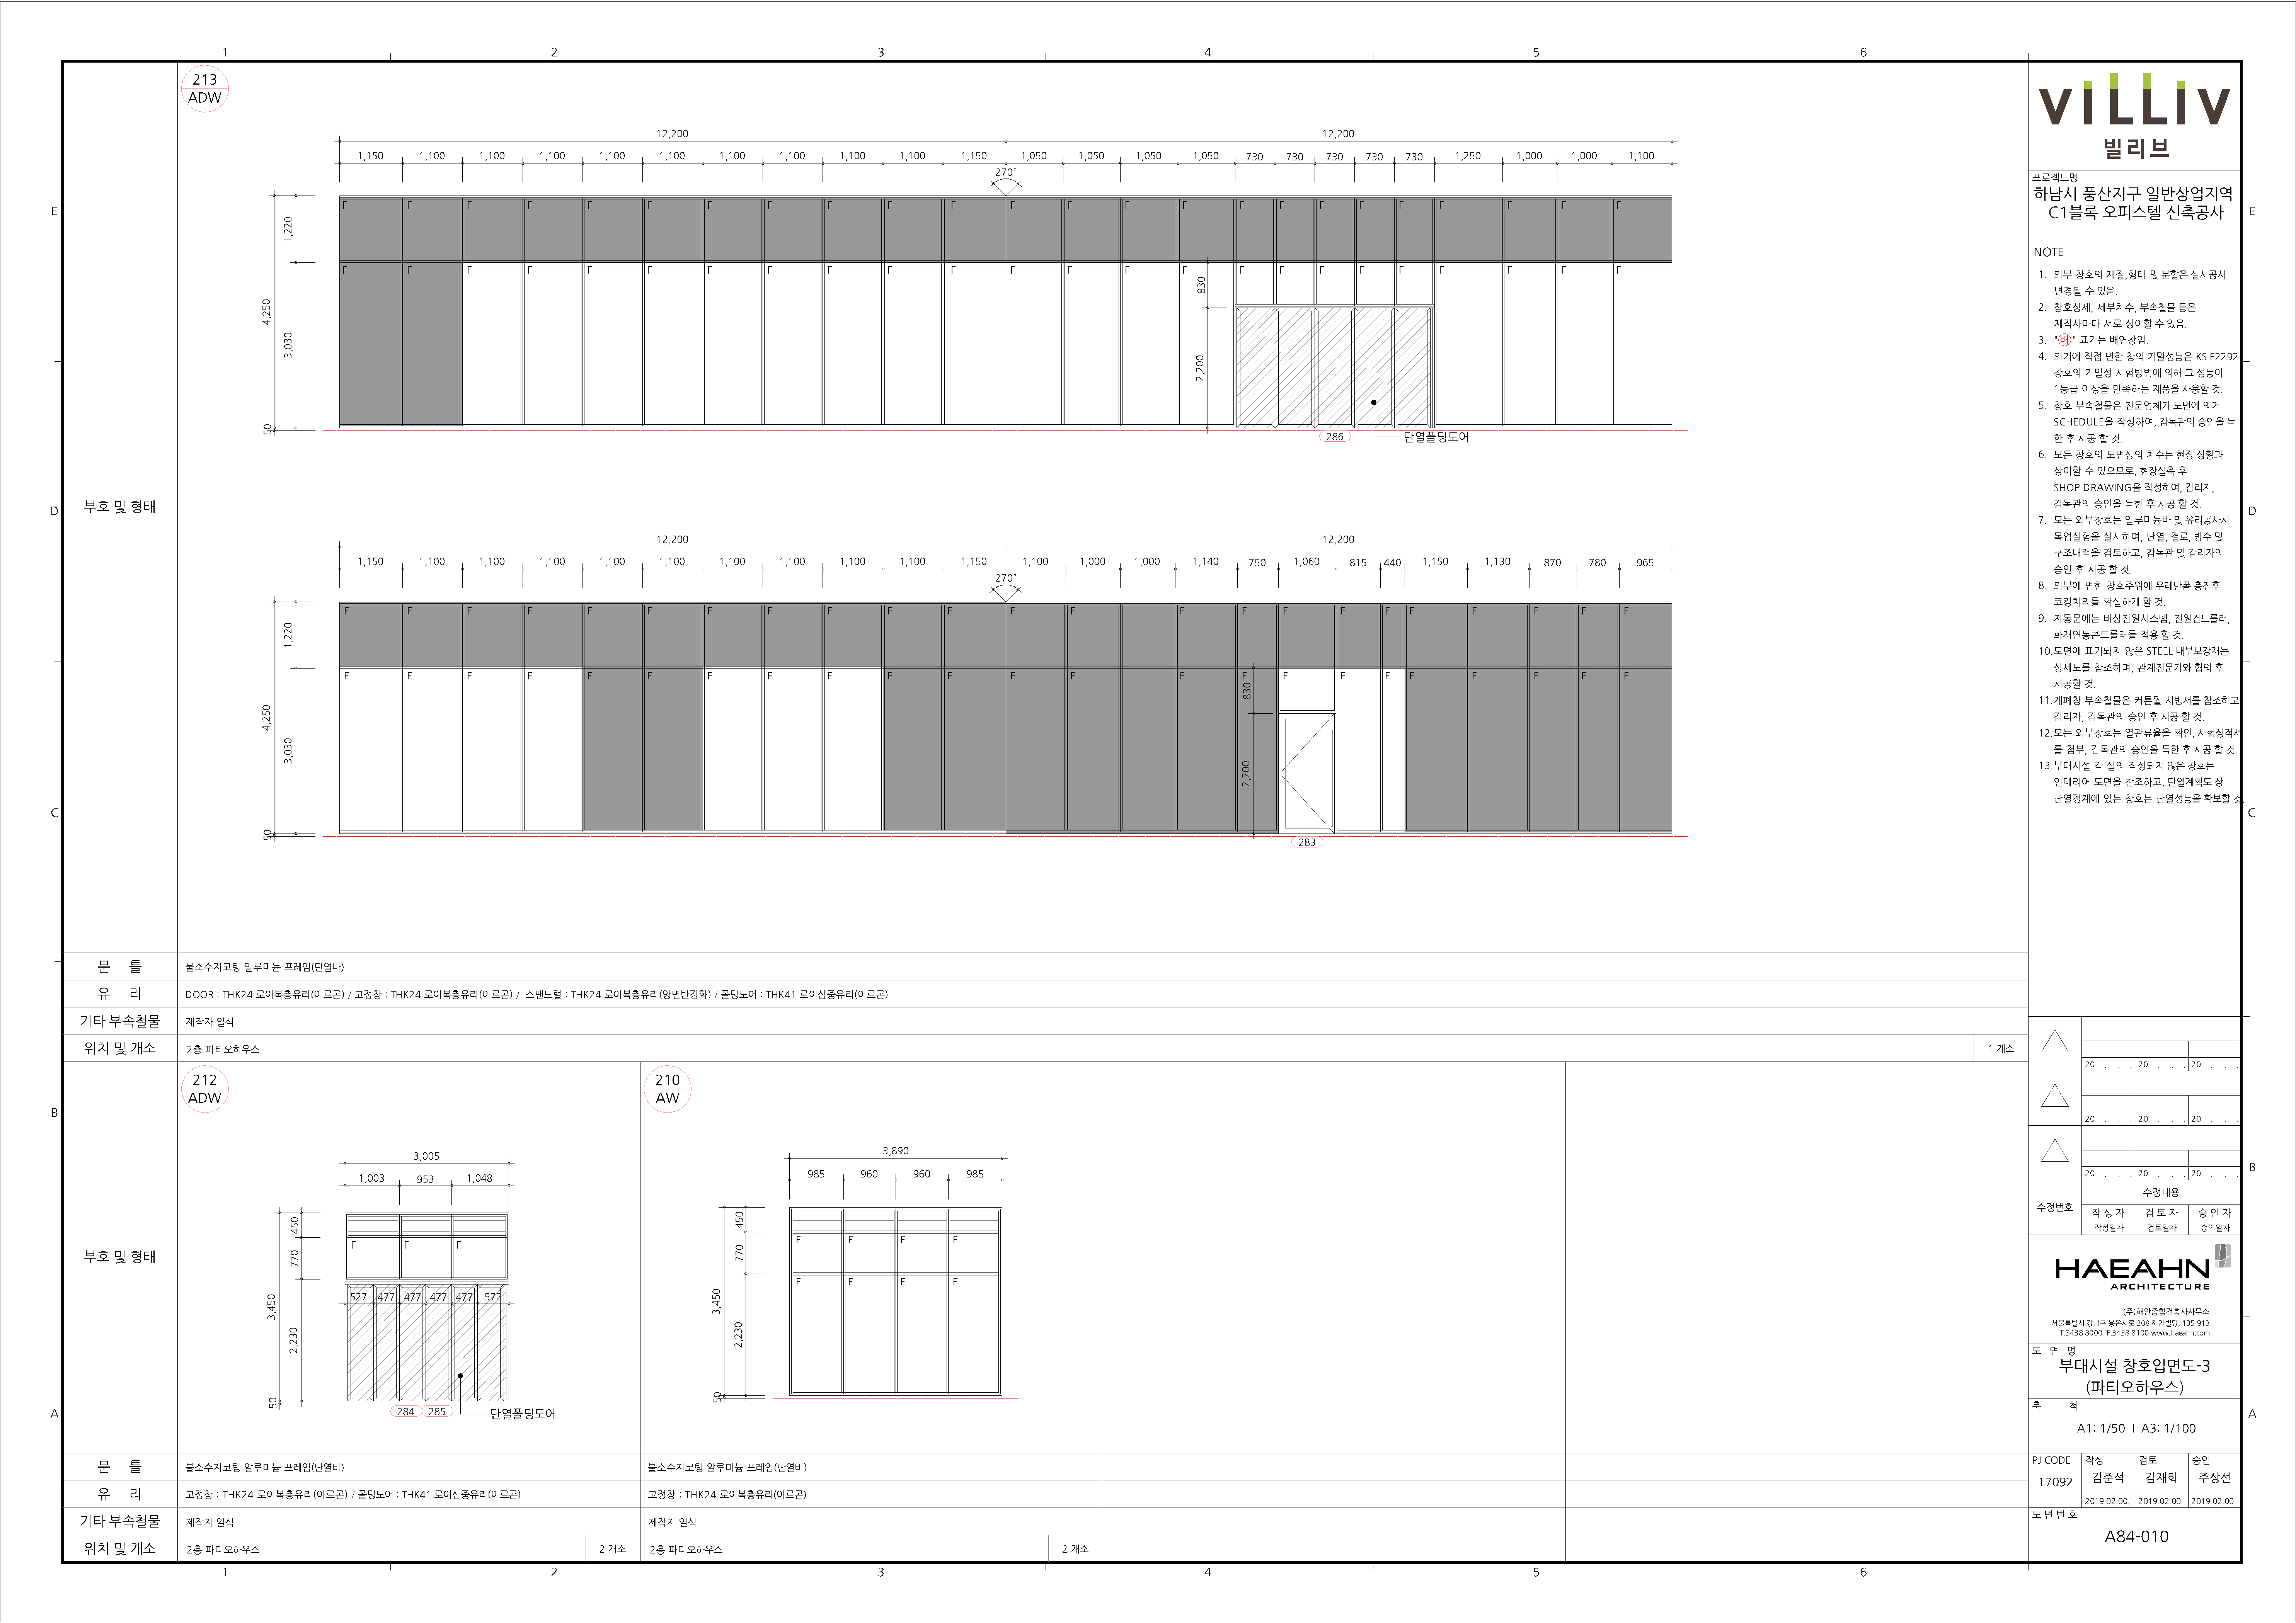 1 2 3 4 5 6
213
ADW
12,200 12,200
1,150 1,100 1,100 1,100 1,100 1,100 1,100 1,100 1,100 1,100 1,150 1,050 1,050 1,050 1,050 730 730 730 730 730 1,250 1,000 1,000 1,100
270°
F F F F F F F F F F F F F F F F F F F F F F F F
1,220
F F F F F F F F F F F F F F F F F F F F F F F F
4,250
3,030
830
2,200
50
286
단열폴딩도어
부호 및 형태
12,200 12,200
1,150 1,100 1,100 1,100 1,100 1,100 1,100 1,100 1,100 1,100 1,150 1,100 1,000 1,000 1,140 750 1,060 815 440 1,150 1,130 870 780 965
270°
F F F F F F F F F F F F F F F F F F F F F F F
1,220
F F F F F F F F F F F F F F F F F F F F F F F
4,250
3,030
830
2,200
50
283
문 틀 불소수지코팅 알루미늄 프레임(단열바)
유 리 DOOR : THK24 로이복층유리(아르곤) / 고정창 : THK24 로이복층유리(아르곤) / 스팬드럴 : THK24 로이복층유리(양면반강화) / 폴딩도어 : THK41 로이삼중유리(아르곤)
기타 부속철물 제작자 일식
위치 및 개소 2층 파티오하우스 1 개소
212
ADW
3,005
1,003 953 1,048
450
F F F
770
527 477 477 477 477 572
3,450
2,230
50
284 285
단열폴딩도어
210
AW
3,890
985 960 960 985
450
F F F F
770
F F F F
3,450
2,230
50
부호 및 형태
문 틀 불소수지코팅 알루미늄 프레임(단열바) 불소수지코팅 알루미늄 프레임(단열바)
유 리 고정창 : THK24 로이복층유리(아르곤) / 폴딩도어 : THK41 로이삼중유리(아르곤) 고정창 : THK24 로이복층유리(아르곤)
기타 부속철물 제작자 일식 제작자 일식
위치 및 개소 2층 파티오하우스 2 개소 2층 파티오하우스 2 개소
E
D
C
B
A
E
D
C
B
A
1 2 3 4 5 6
VILLIV
빌리브
프로젝트명
하남시 풍산지구 일반상업지역
C1블록 오피스텔 신축공사
NOTE
1. 외부 창호의 재질,형태 및 분할은 실시공시
변경될 수 있음.
2. 창호상세, 세부치수, 부속철물 등은
제작사마다 서로 상이할 수 있음.
3. "배" 표기는 배연창임.
4. 외기에 직접 면한 창의 기밀성능은 KS F2292
창호의 기밀성 시험방법에 의해 그 성능이
1등급 이상을 만족하는 제품을 사용할 것.
5. 창호 부속철물은 전문업체가 도면에 의거
SCHEDULE을 작성하여, 감독관의 승인을 득
한 후 시공 할 것.
6. 모든 창호의 도면상의 치수는 현장 상황과
상이할 수 있으므로, 현장실측 후
SHOP DRAWING을 작성하여, 감리자,
감독관의 승인을 득한 후 시공 할 것.
7. 모든 외부창호는 알루미늄바 및 유리공사시
목업실험을 실시하며, 단열, 결로, 방수 및
구조내력을 검토하고, 감독관 및 감리자의
승인 후 시공 할 것.
8. 외부에 면한 창호주위에 우레탄폼 충진후
코킹처리를 확실하게 할 것.
9. 자동문에는 비상전원시스템, 전원컨트롤러,
화재연동콘트롤러를 적용 할 것.
10.도면에 표기되지 않은 STEEL 내부보강재는
상세도를 참조하며, 관계전문가와 협의 후
시공할 것.
11.개폐창 부속철물은 커튼월 시방서를 참조하고
감리자, 감독관의 승인 후 시공 할 것.
12.모든 외부창호는 열관류율을 확인, 시험성적서
를 첨부, 감독관의 승인을 득한 후 시공 할 것.
13.부대시설 각 실의 작성되지 않은 창호는
인테리어 도면을 참조하고, 단열계획도 상
단열경계에 있는 창호는 단열성능을 확보할 것.
20 . . . 20 . . . 20 . . .
20 . . . 20 . . . 20 . . .
20 . . . 20 . . . 20 . . .
수정번호
수정내용
작 성 자 검 토 자 승 인 자
작성일자 검토일자 승인일자
HAEAHN
ARCHITECTURE
(주)해안종합건축사사무소
서울특별시 강남구 봉은사로 208 해안빌딩, 135-913
T.3438 8000 F.3438 8100 www.haeahn.com
도 면 명
부대시설 창호입면도-3
(파티오하우스)
축 척
A1: 1/50 I A3: 1/100
PJ CODE 작성 검토 승인
17092 김준석 김재희 주상선
2019.02.00. 2019.02.00. 2019.02.00.
도 면 번 호
A84-010